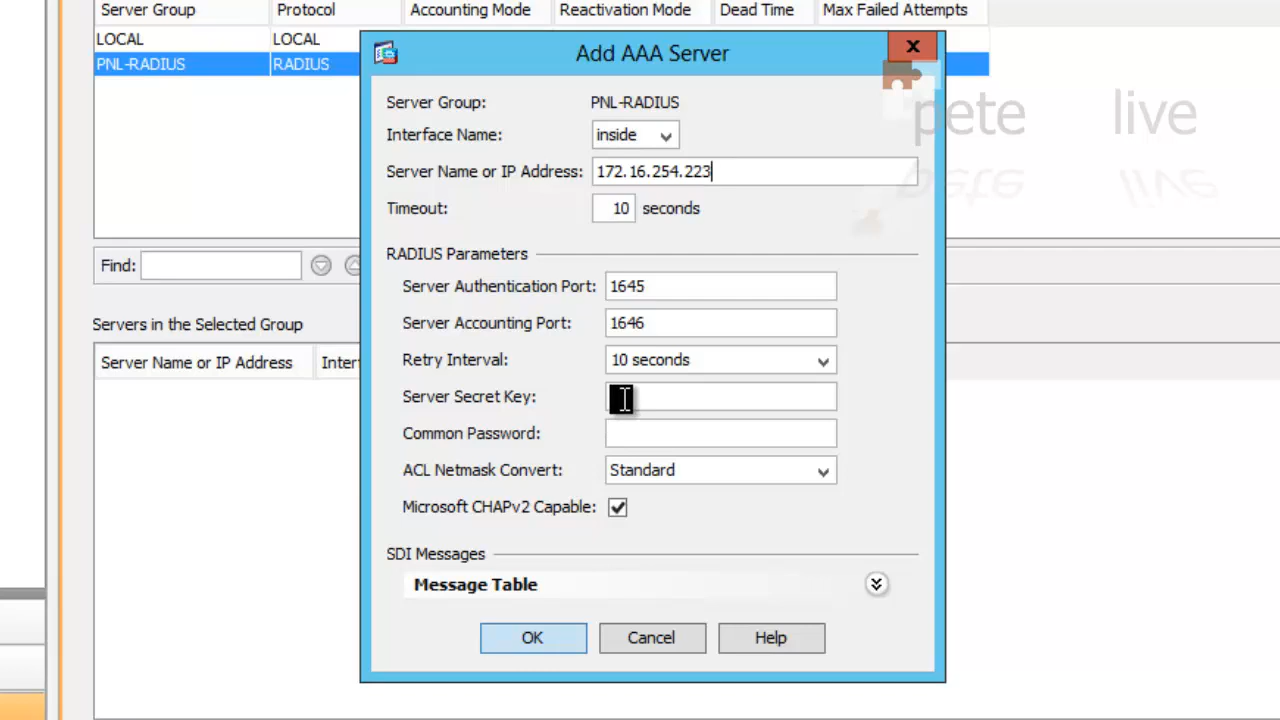 Server Group Protocol Accounting Mode Reactivation Mode Dead Time Max Failed Attempts
LOCAL LOCAL
PNL-RADIUS RADIUS
Add AAA Server
x
Server Group: PNL-RADIUS
Interface Name: inside
pete live
Server Name or IP Address: 172.16.254.223
Timeout: 10 seconds
RADIUS Parameters
Find:
Server Authentication Port: 1645
Server Accounting Port: 1646
Servers in the Selected Group
Retry Interval: 10 seconds
Server Name or IP Address Inter
Server Secret Key:
Common Password:
ACL Netmask Convert: Standard
Microsoft CHAPv2 Capable:
SDI Messages
Message Table
OK Cancel Help